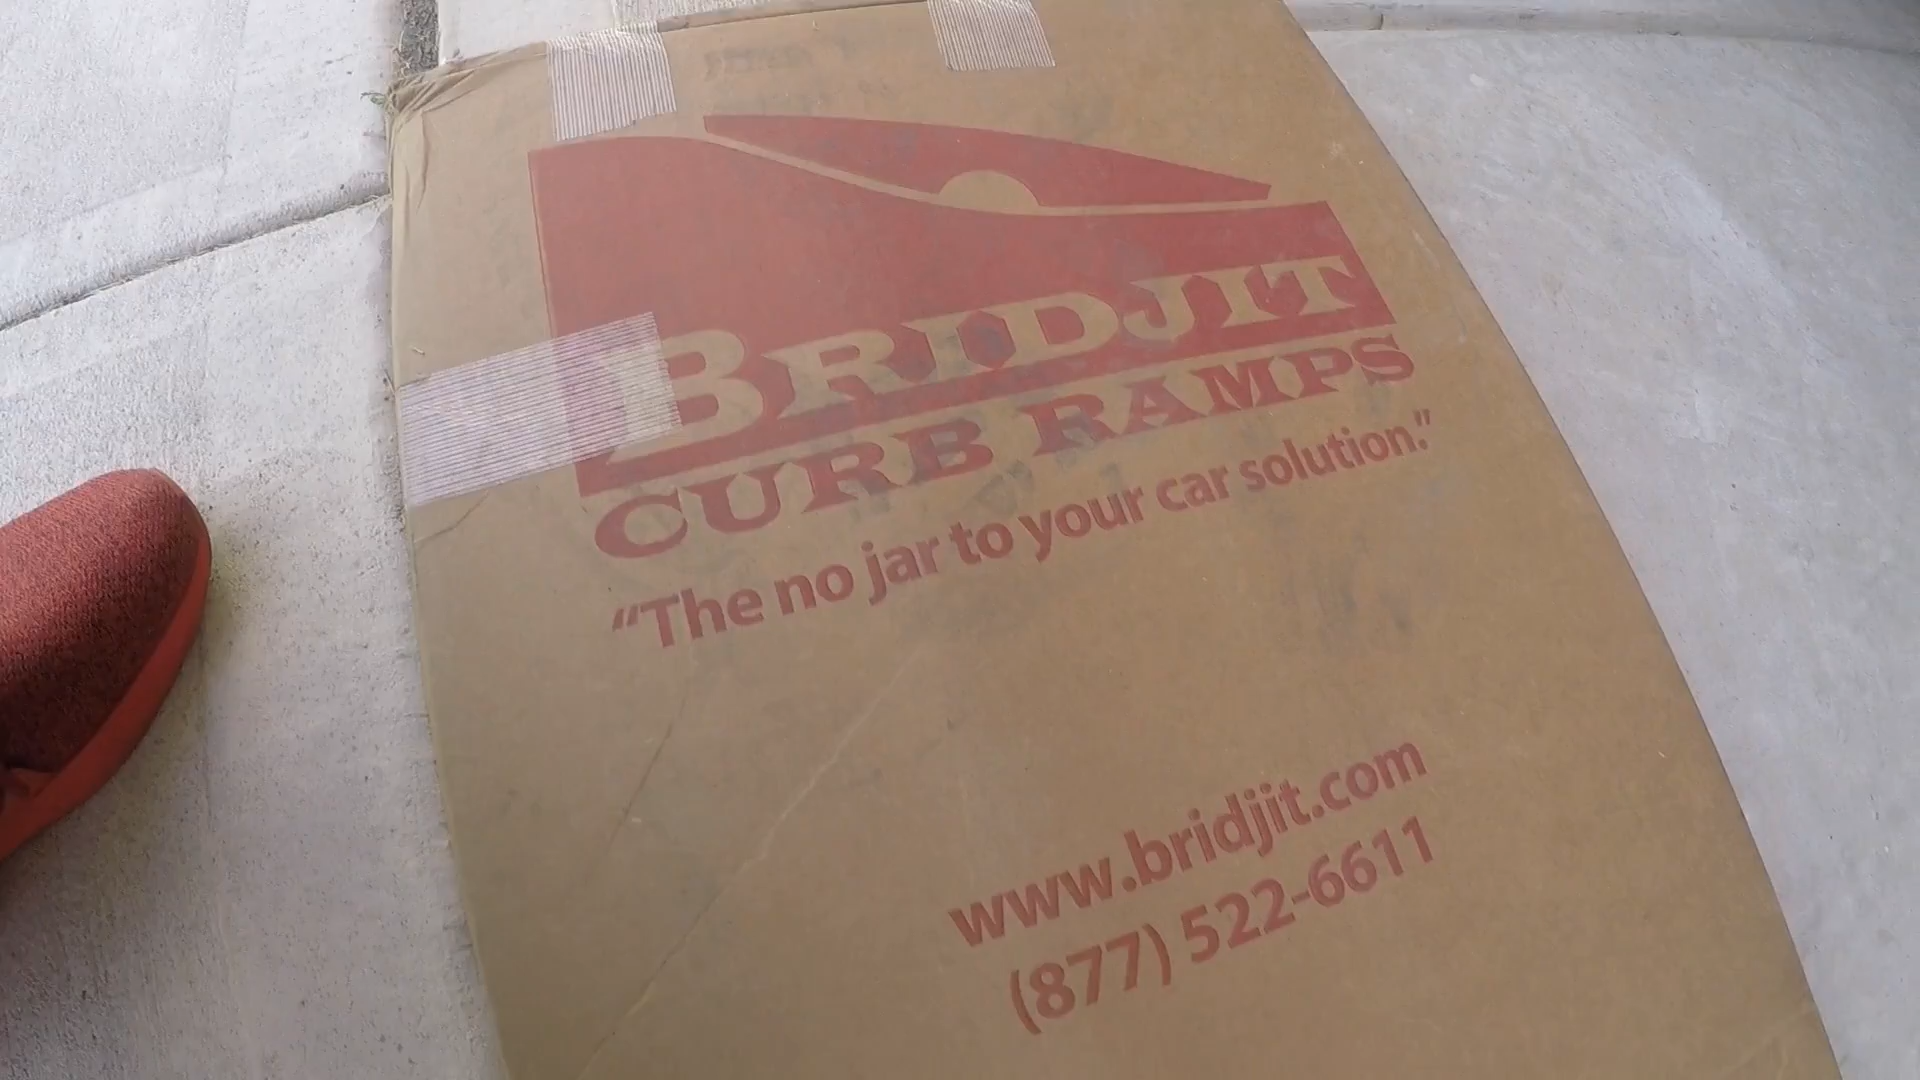 BRIDJIT
CURB RAMPS
"The no jar to your car solution."
www.bridjit.com
(877) 522-6611